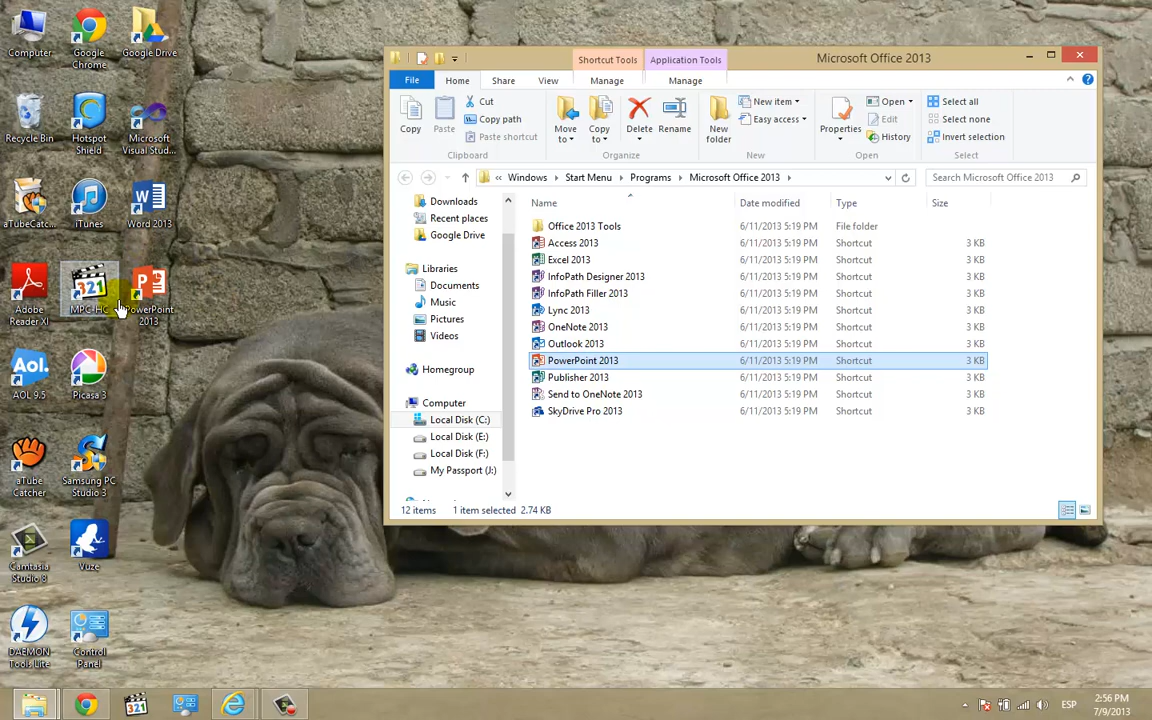 Computer
Google Chrome
Google Drive
Recycle Bin
Hotspot Shield
Microsoft Visual Stud...
aTubeCatc...
iTunes
Word 2013
Adobe Reader XI
MPC-HC
PowerPoint 2013
AOL 9.5
Picasa 3
aTube Catcher
Samsung PC Studio 3
Camtasia Studio 8
Vuze
DAEMON Tools Lite
Control Panel
Shortcut Tools
Application Tools
Microsoft Office 2013
File
Home
Share
View
Manage
Manage
Copy
Paste
Cut
Copy path
Paste shortcut
Clipboard
Move to
Copy to
Delete
Rename
Organize
New folder
New item
Easy access
New
Properties
Open
Edit
History
Open
Select all
Select none
Invert selection
Select
« Windows Start Menu Programs Microsoft Office 2013
Search Microsoft Office 2013
Downloads
Recent places
Google Drive
Libraries
Documents
Music
Pictures
Videos
Homegroup
Computer
Local Disk (C:)
Local Disk (E:)
Local Disk (F:)
My Passport (J:)
Name Date modified Type Size
Office 2013 Tools 6/11/2013 5:19 PM File folder
Access 2013 6/11/2013 5:19 PM Shortcut 3 KB
Excel 2013 6/11/2013 5:19 PM Shortcut 3 KB
InfoPath Designer 2013 6/11/2013 5:19 PM Shortcut 3 KB
InfoPath Filler 2013 6/11/2013 5:19 PM Shortcut 3 KB
Lync 2013 6/11/2013 5:19 PM Shortcut 3 KB
OneNote 2013 6/11/2013 5:19 PM Shortcut 3 KB
Outlook 2013 6/11/2013 5:19 PM Shortcut 3 KB
PowerPoint 2013 6/11/2013 5:19 PM Shortcut 3 KB
Publisher 2013 6/11/2013 5:19 PM Shortcut 3 KB
Send to OneNote 2013 6/11/2013 5:19 PM Shortcut 3 KB
SkyDrive Pro 2013 6/11/2013 5:19 PM Shortcut 3 KB
12 items 1 item selected 2.74 KB
ESP
2:56 PM
7/9/2013